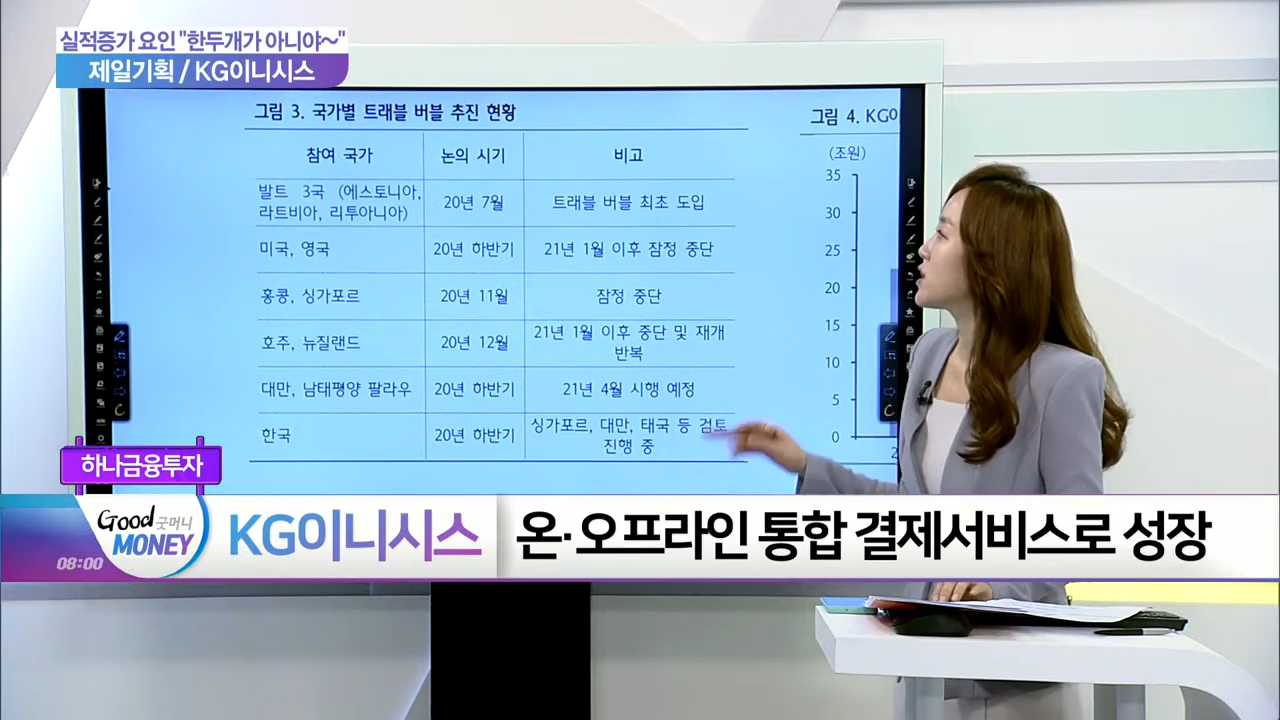 실적증가 요인 "한두개가 아니야~"
제일기획 / KG이니시스
그림 3. 국가별 트래블 버블 추진 현황
참여 국가 논의 시기 비고
발트 3국 (에스토니아,
라트비아, 리투아니아)
20년 7월
트래블 버블 최초 도입
미국, 영국
20년 하반기
21년 1월 이후 잠정 중단
홍콩, 싱가포르
20년 11월
잠정 중단
호주, 뉴질랜드
20년 12월
21년 1월 이후 중단 및 재개
반복
대만, 남태평양 팔라우
20년 하반기
21년 4월 시행 예정
한국
20년 하반기
싱가포르, 대만, 태국 등 검토
진행 중
그림 4. KG이
(조원)
35
30
25
20
15
10
5
0
2
하나금융투자
Good 굿머니
MONEY
08:00
KG이니시스
온·오프라인 통합 결제서비스로 성장